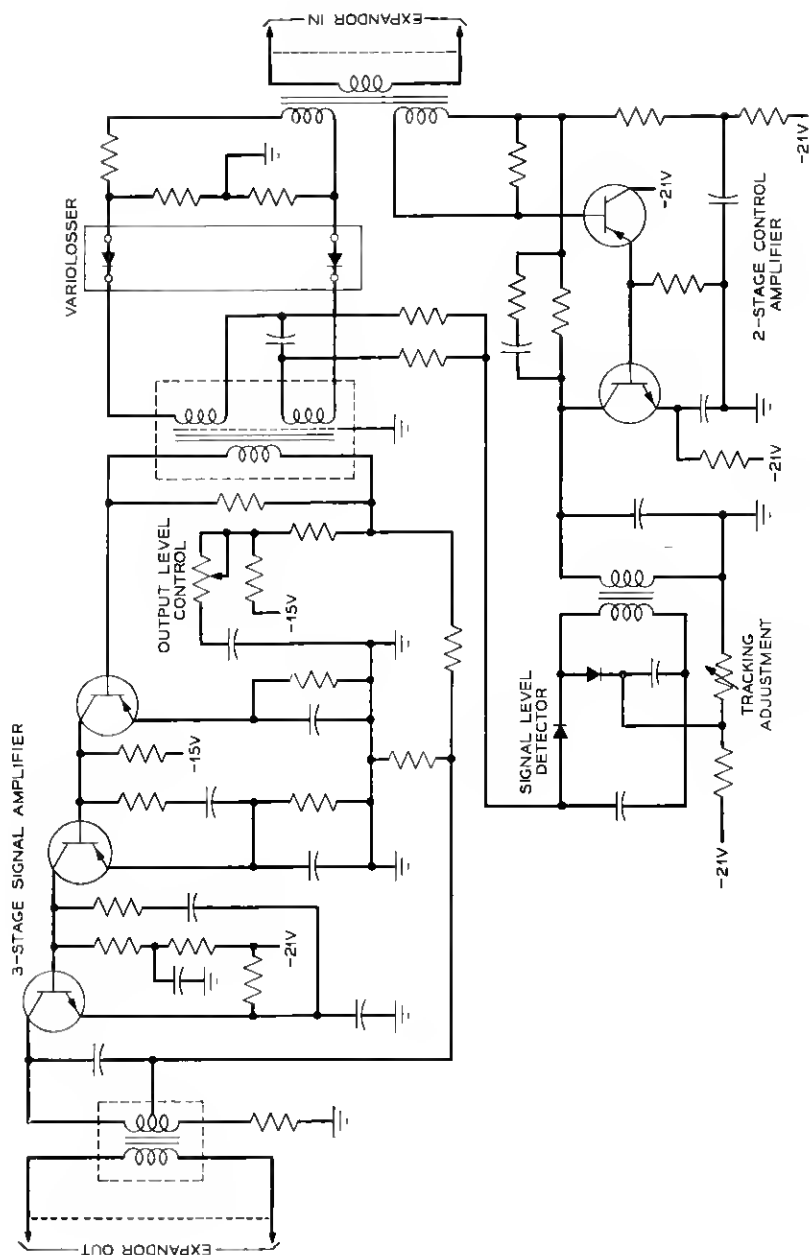 EXPANDOR IN
VARIOLOSSER
3-STAGE SIGNAL AMPLIFIER
OUTPUT LEVEL
CONTROL
-15V
-15V
-21V
-21V
2-STAGE CONTROL
AMPLIFIER
-21V
-21V
SIGNAL LEVEL
DETECTOR
TRACKING
ADJUSTMENT
-21V
EXPANDOR OUT